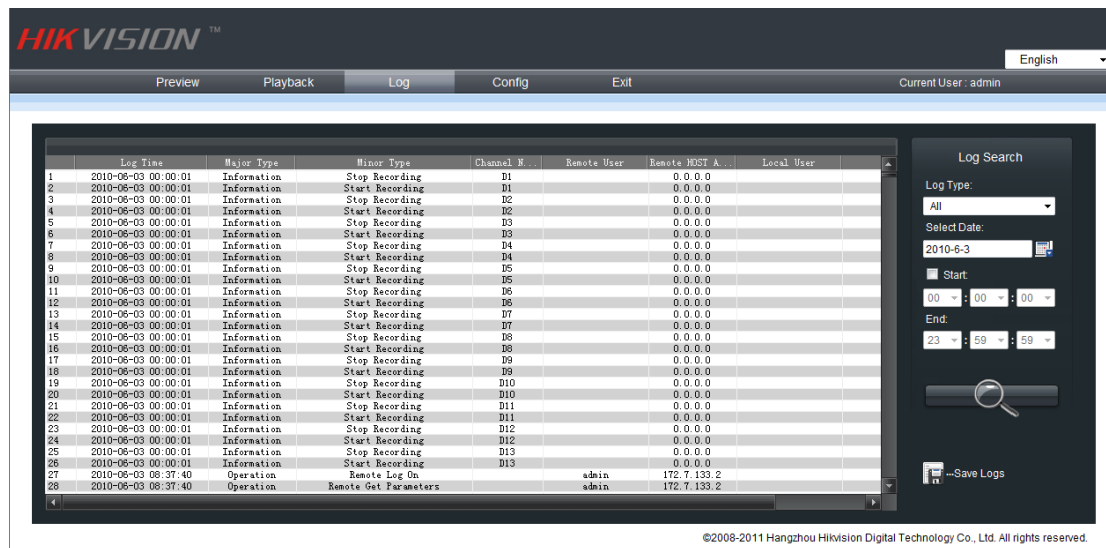 HIKVISION ™
English
Preview Playback Log Config Exit Current User : admin
Log Time Major Type Minor Type Channel N... Remote User Remote HOST A... Local User
1 2010-06-03 00:00:01 Information Stop Recording D1 0.0.0.0
2 2010-06-03 00:00:01 Information Start Recording D1 0.0.0.0
3 2010-06-03 00:00:01 Information Stop Recording D2 0.0.0.0
4 2010-06-03 00:00:01 Information Start Recording D2 0.0.0.0
5 2010-06-03 00:00:01 Information Stop Recording D3 0.0.0.0
6 2010-06-03 00:00:01 Information Start Recording D3 0.0.0.0
7 2010-06-03 00:00:01 Information Stop Recording D4 0.0.0.0
8 2010-06-03 00:00:01 Information Start Recording D4 0.0.0.0
9 2010-06-03 00:00:01 Information Stop Recording D5 0.0.0.0
10 2010-06-03 00:00:01 Information Start Recording D5 0.0.0.0
11 2010-06-03 00:00:01 Information Stop Recording D6 0.0.0.0
12 2010-06-03 00:00:01 Information Start Recording D6 0.0.0.0
13 2010-06-03 00:00:01 Information Stop Recording D7 0.0.0.0
14 2010-06-03 00:00:01 Information Start Recording D7 0.0.0.0
15 2010-06-03 00:00:01 Information Stop Recording D8 0.0.0.0
16 2010-06-03 00:00:01 Information Start Recording D8 0.0.0.0
17 2010-06-03 00:00:01 Information Stop Recording D9 0.0.0.0
18 2010-06-03 00:00:01 Information Start Recording D9 0.0.0.0
19 2010-06-03 00:00:01 Information Stop Recording D10 0.0.0.0
20 2010-06-03 00:00:01 Information Start Recording D10 0.0.0.0
21 2010-06-03 00:00:01 Information Stop Recording D11 0.0.0.0
22 2010-06-03 00:00:01 Information Start Recording D11 0.0.0.0
23 2010-06-03 00:00:01 Information Stop Recording D12 0.0.0.0
24 2010-06-03 00:00:01 Information Start Recording D12 0.0.0.0
25 2010-06-03 00:00:01 Information Stop Recording D13 0.0.0.0
26 2010-06-03 00:00:01 Information Start Recording D13 0.0.0.0
27 2010-06-03 08:37:40 Operation Remote Log On admin 172.7.133.2
28 2010-06-03 08:37:40 Operation Remote Get Parameters admin 172.7.133.2
Log Search
Log Type:
All
Select Date:
2010-6-3
Start:
00 : 00 : 00
End:
23 : 59 : 59
...Save Logs
©2008-2011 Hangzhou Hikvision Digital Technology Co., Ltd. All rights reserved.